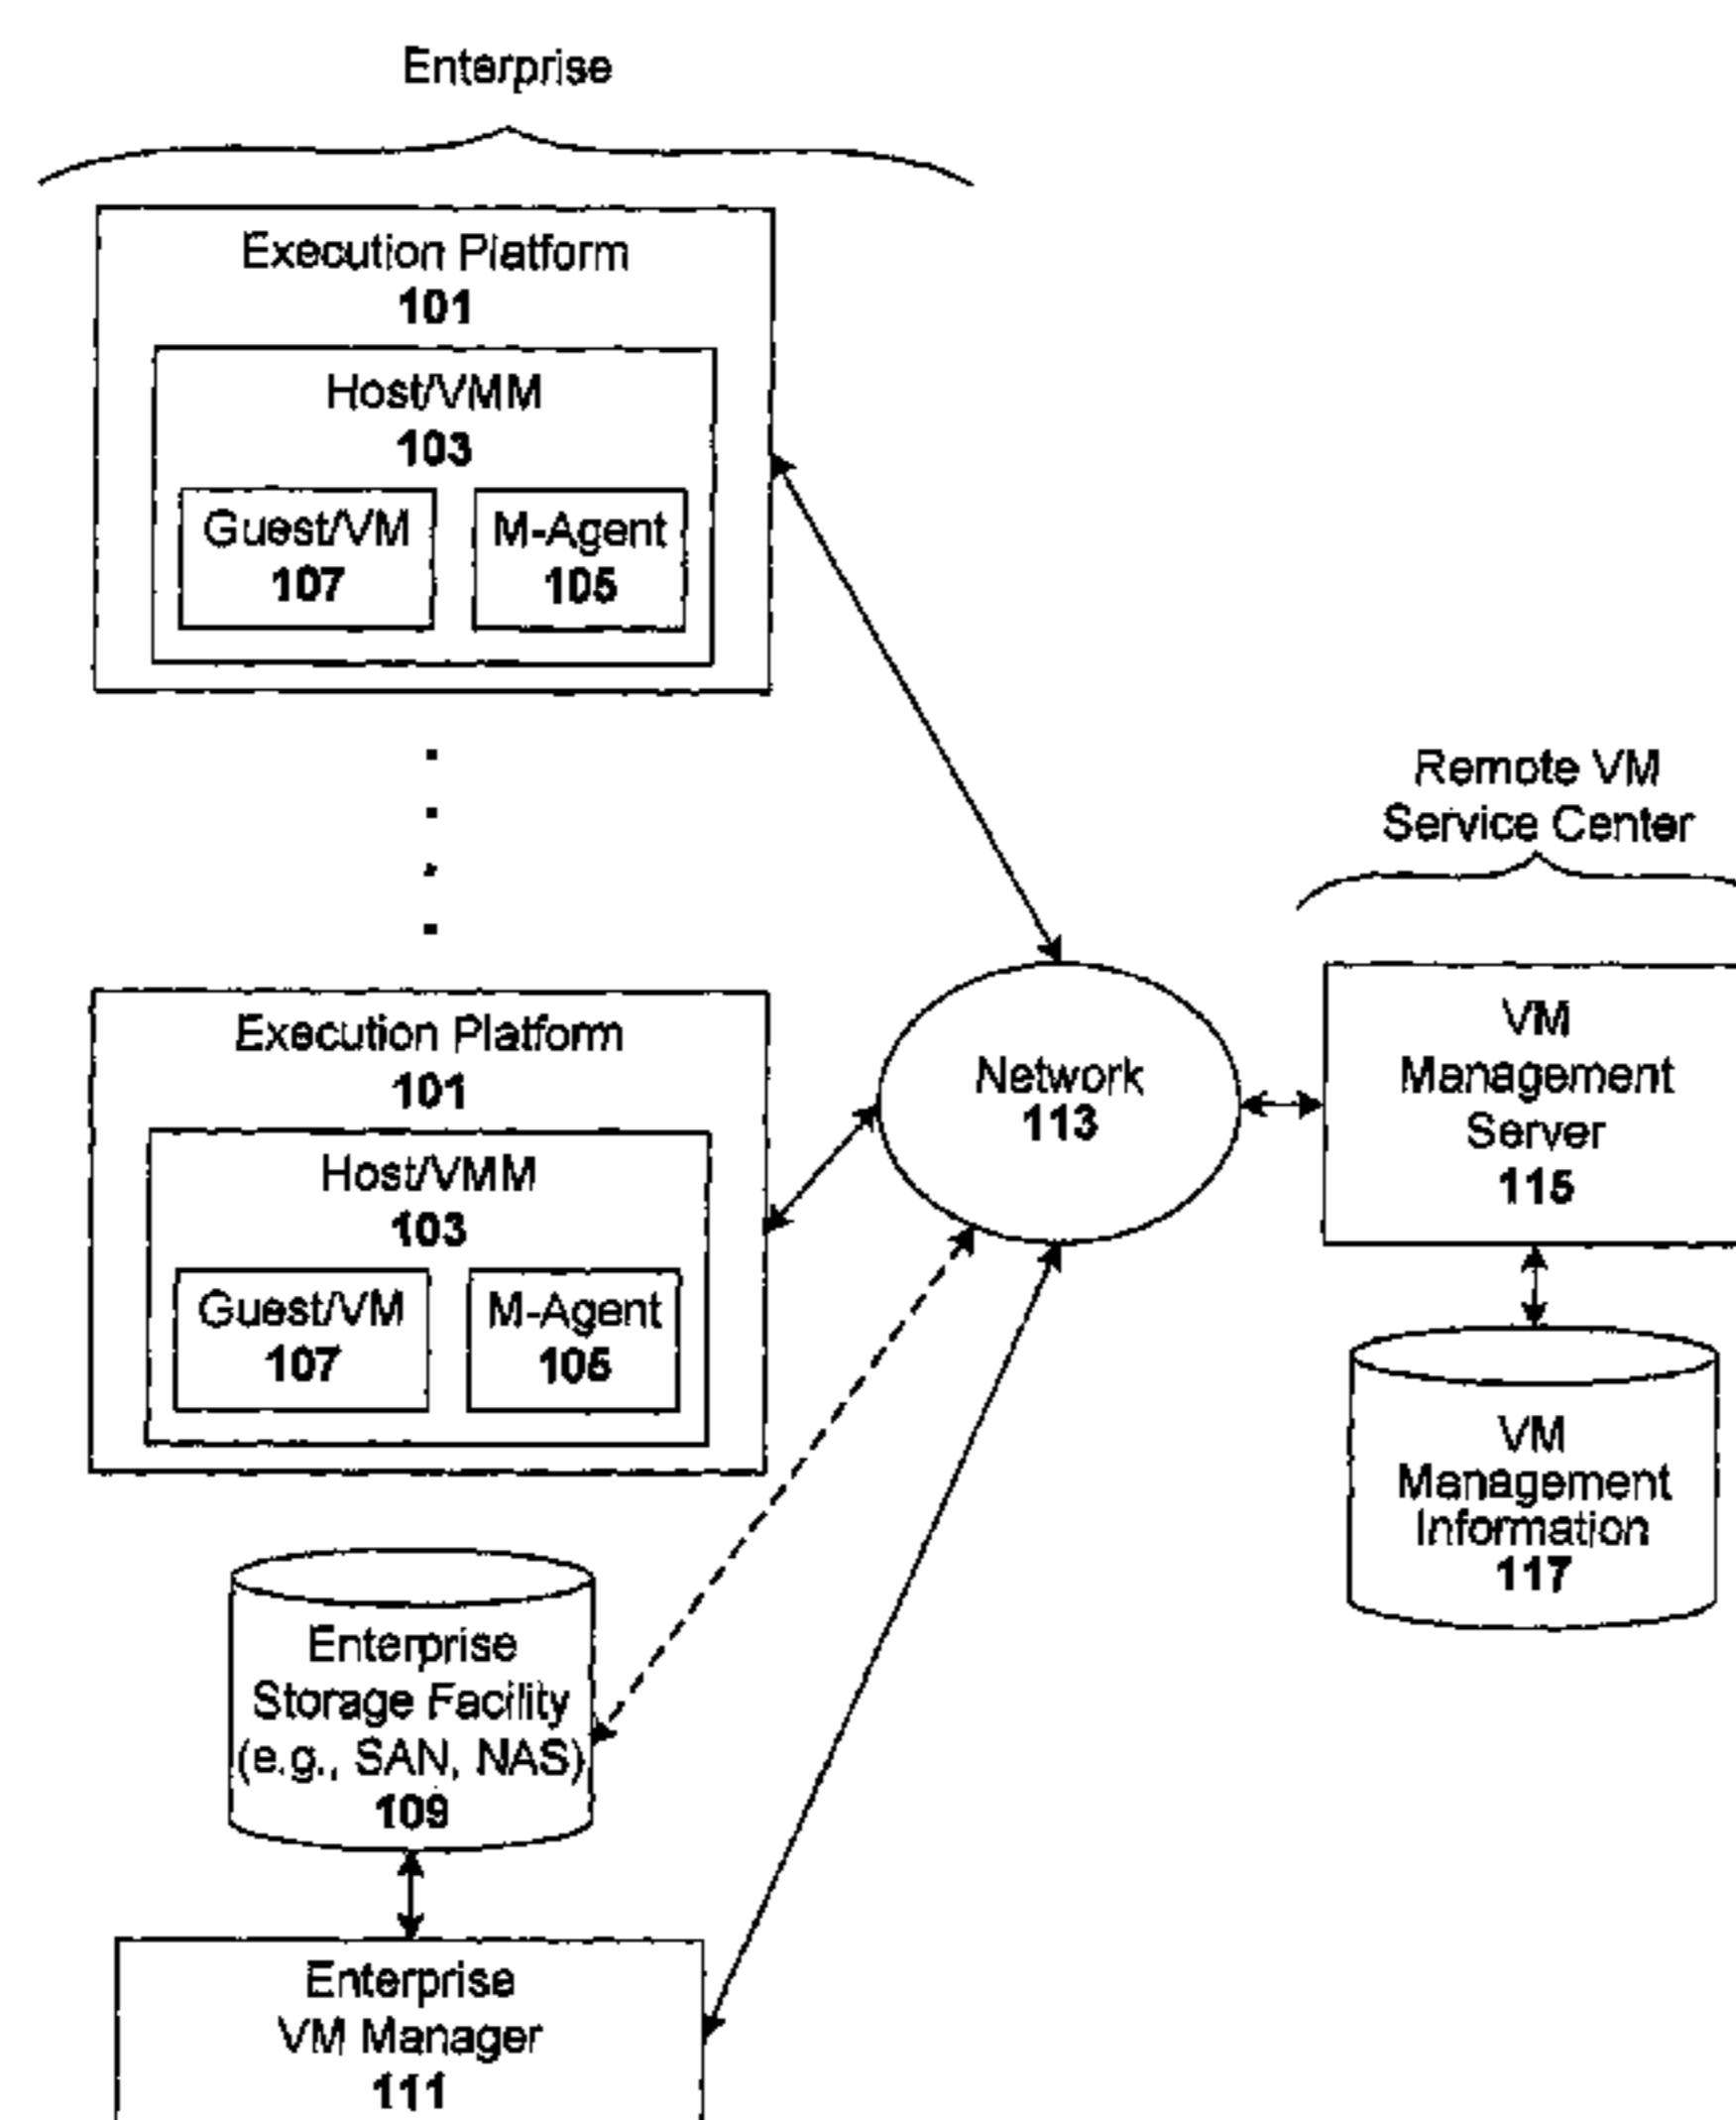 Enterprise
Execution Platform
101
Host/VMM
103
Guest/VM
107
M-Agent
105
Execution Platform
101
Host/VMM
103
Guest/VM
107
M-Agent
105
Enterprise
Storage Facility
(e.g., SAN, NAS)
109
Enterprise
VM Manager
111
Network
113
Remote VM
Service Center
VM
Management
Server
115
VM
Management
Information
117